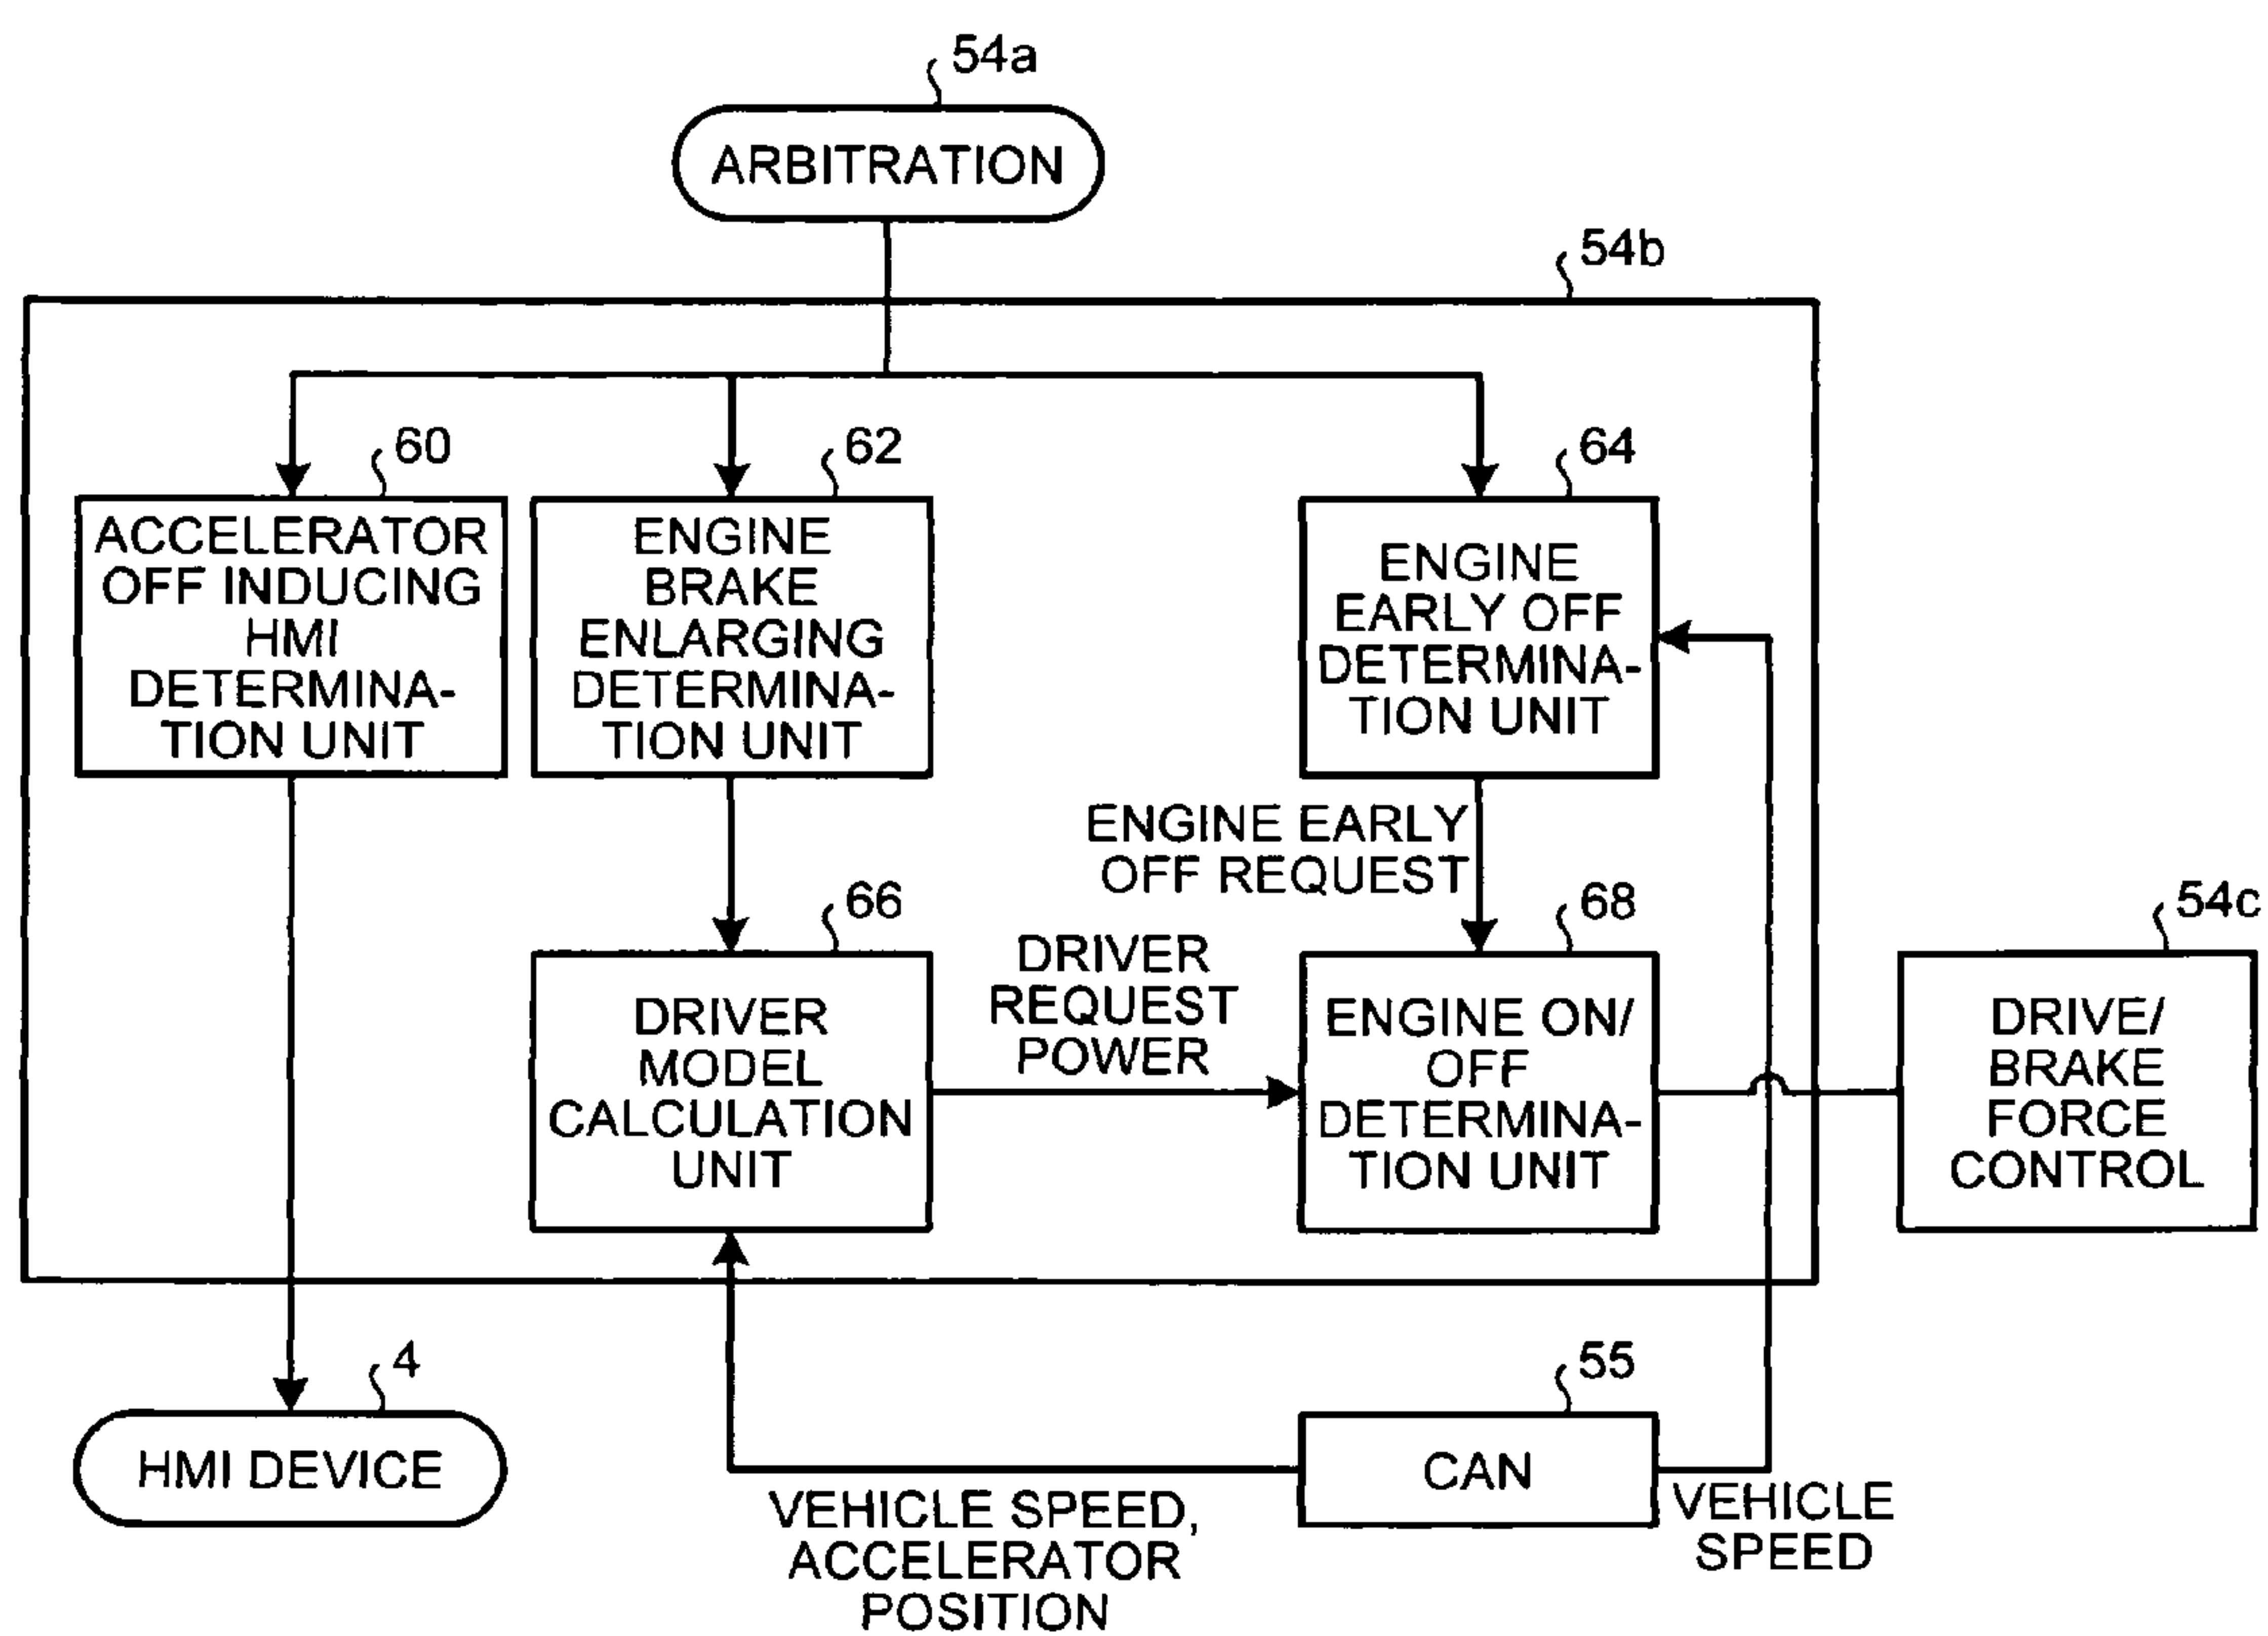 54a
ARBITRATION
54b
60
ACCELERATOR
OFF INDUCING
HMI
DETERMINA-
TION UNIT
62
ENGINE
BRAKE
ENLARGING
DETERMINA-
TION UNIT
64
ENGINE
EARLY OFF
DETERMINA-
TION UNIT
ENGINE EARLY
OFF REQUEST
66
DRIVER
MODEL
CALCULATION
UNIT
DRIVER
REQUEST
POWER
68
ENGINE ON/
OFF
DETERMINA-
TION UNIT
54c
DRIVE/
BRAKE
FORCE
CONTROL
4
HMI DEVICE
55
CAN
VEHICLE SPEED,
ACCELERATOR
POSITION
VEHICLE
SPEED